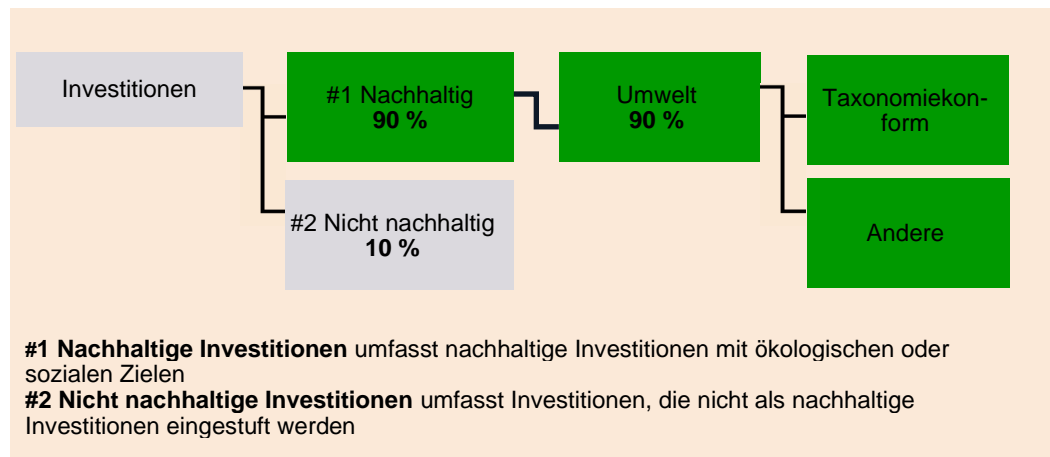 Investitionen
#1 Nachhaltig
90 %
Umwelt
90 %
Taxonomiekon-
form
#2 Nicht nachhaltig
10 %
Andere
#1 Nachhaltige Investitionen umfasst nachhaltige Investitionen mit ökologischen oder
sozialen Zielen
#2 Nicht nachhaltige Investitionen umfasst Investitionen, die nicht als nachhaltige
Investitionen eingestuft werden